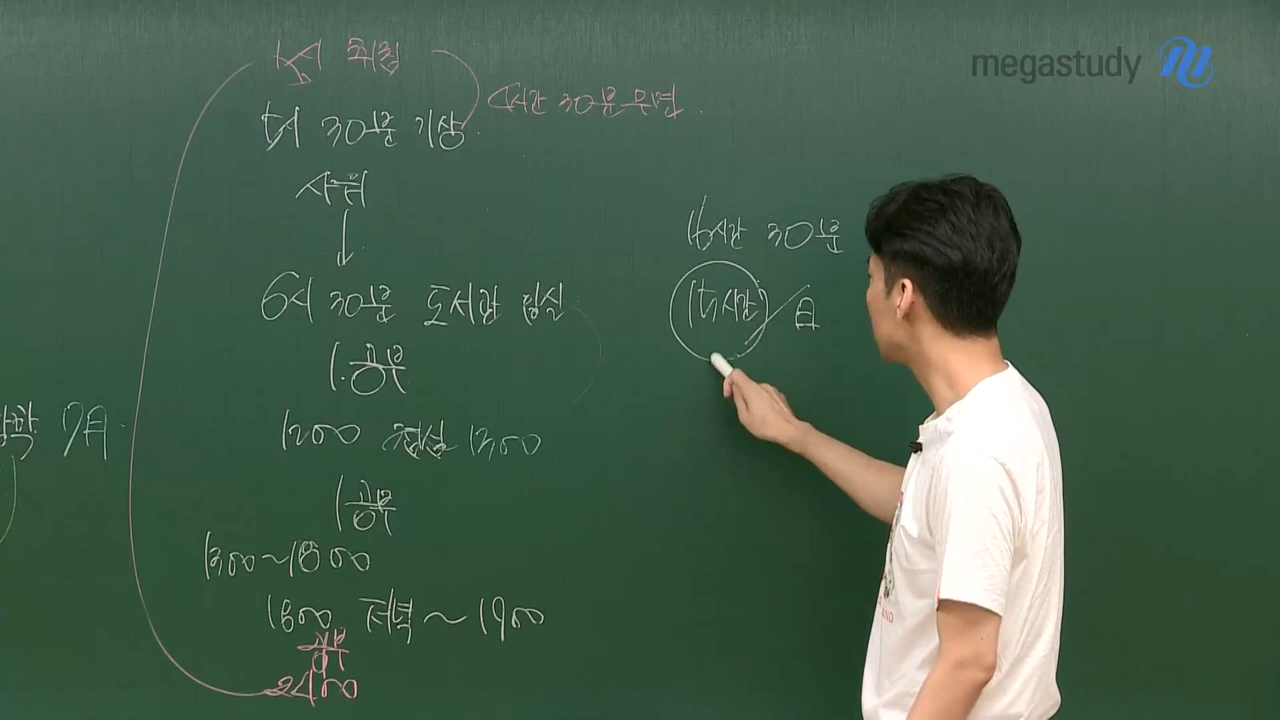 megastudy
1시 취침
4시간 30분 수면.
5시 30분 기상.
샤워
↓
6시 30분 도서관 입실
공부
1200 점심 1300
공부
1300~1800
1800 저녁 ~ 1900
공부
2400
7月
16시간 30분
15시간/日